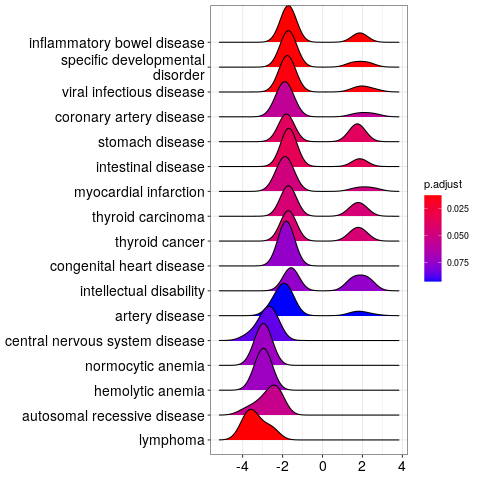 inflammatory bowel disease
specific developmental
disorder
viral infectious disease
coronary artery disease
stomach disease
intestinal disease
myocardial infarction
thyroid carcinoma
thyroid cancer
congenital heart disease
intellectual disability
artery disease
central nervous system disease
normocytic anemia
hemolytic anemia
autosomal recessive disease
lymphoma
-4 -2 0 2 4
p.adjust
0.025
0.050
0.075